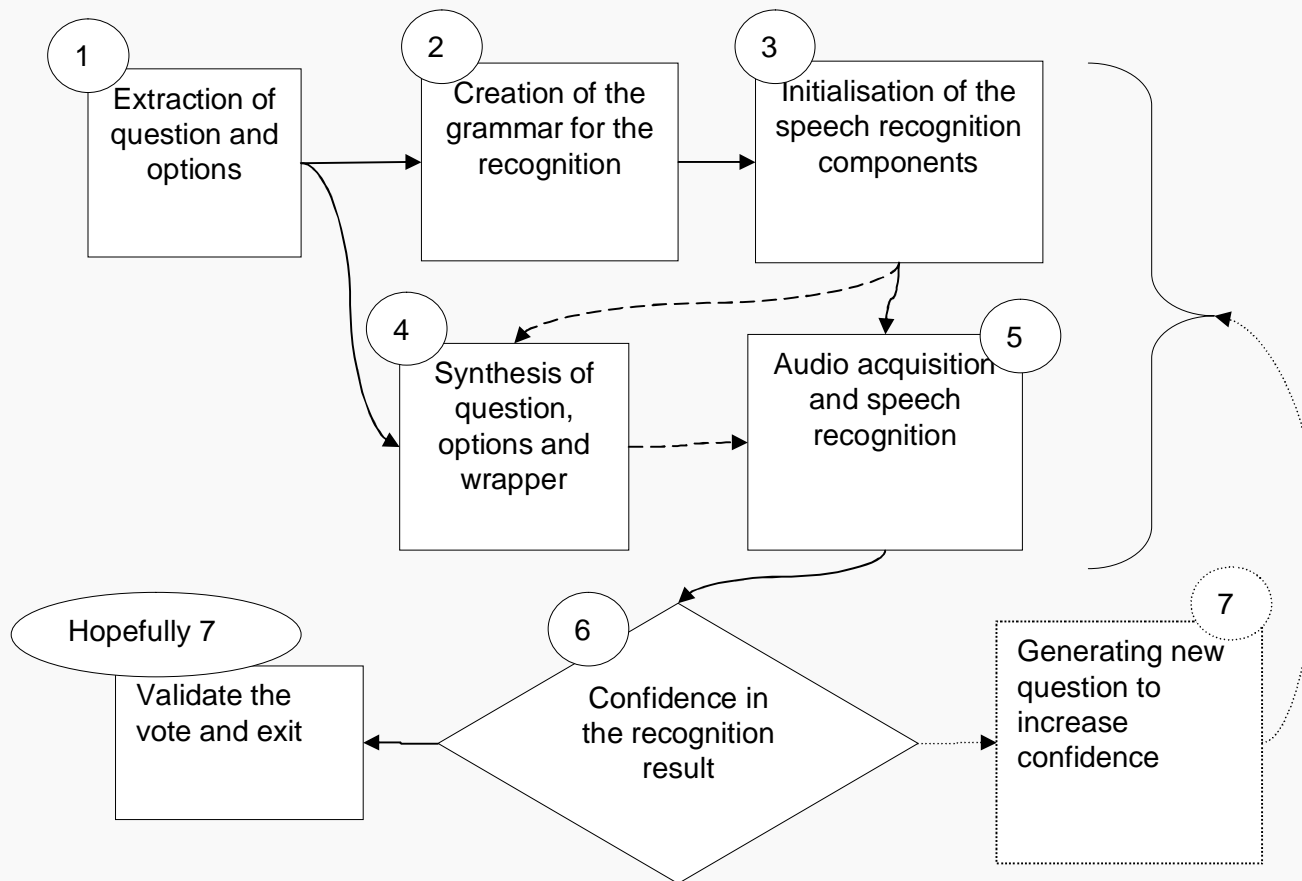 1
Extraction of
question and
options
2
Creation of the
grammar for the
recognition
3
Initialisation of the
speech recognition
components
4
Synthesis of
question,
options and
wrapper
5
Audio acquisition
and speech
recognition
6
Confidence in
the recognition
result
Hopefully 7
Validate the
vote and exit
7
Generating new
question to
increase
confidence